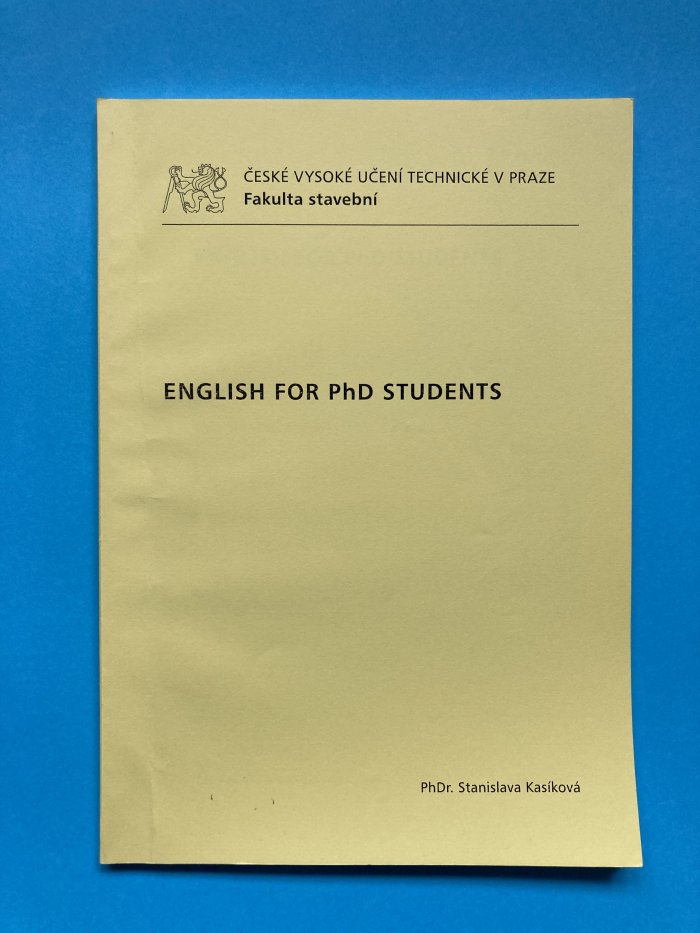 ČESKÉ VYSOKÉ UČENÍ TECHNICKÉ V PRAZE
Fakulta stavební
ENGLISH FOR PhD STUDENTS
PhDr. Stanislava Kasíková